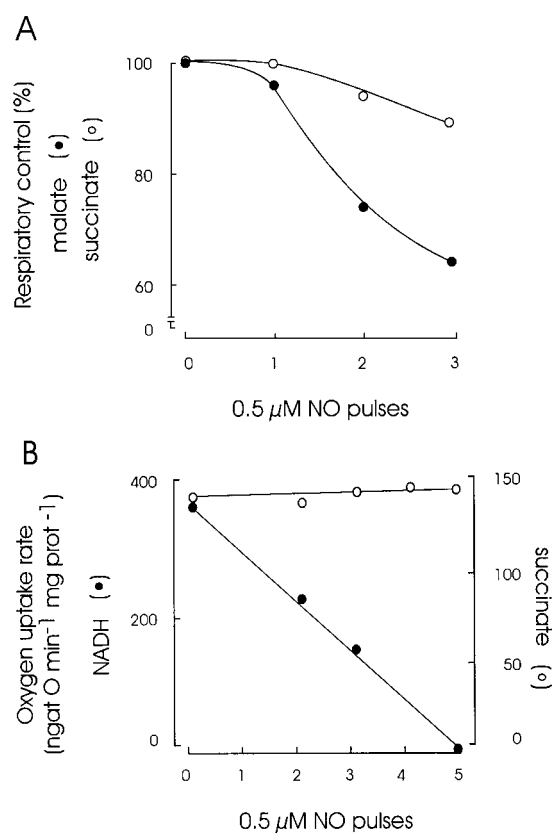 A
Respiratory control (%)
malate (●)
succinate (○)
100
80
60
0
0 1 2 3
0.5 µM NO pulses
B
Oxygen uptake rate
(ngat O min⁻¹ mg prot⁻¹)
NADH (●)
400
200
0
150
100
50
0
succinate (○)
0 1 2 3 4 5
0.5 µM NO pulses